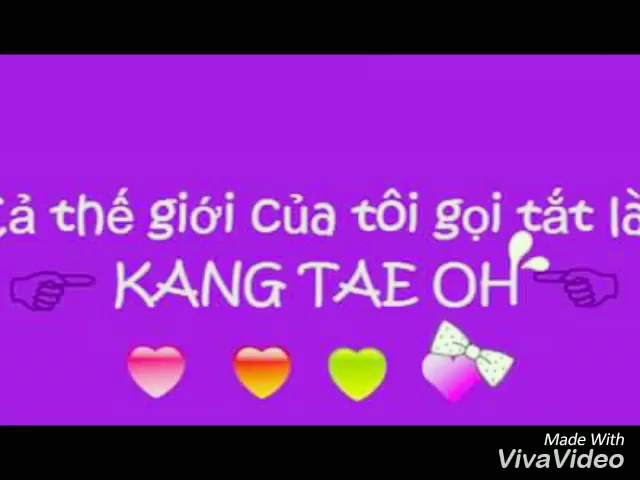 cả thế giới của tôi gọi tắt là
KANG TAE OH
Made With
VivaVideo